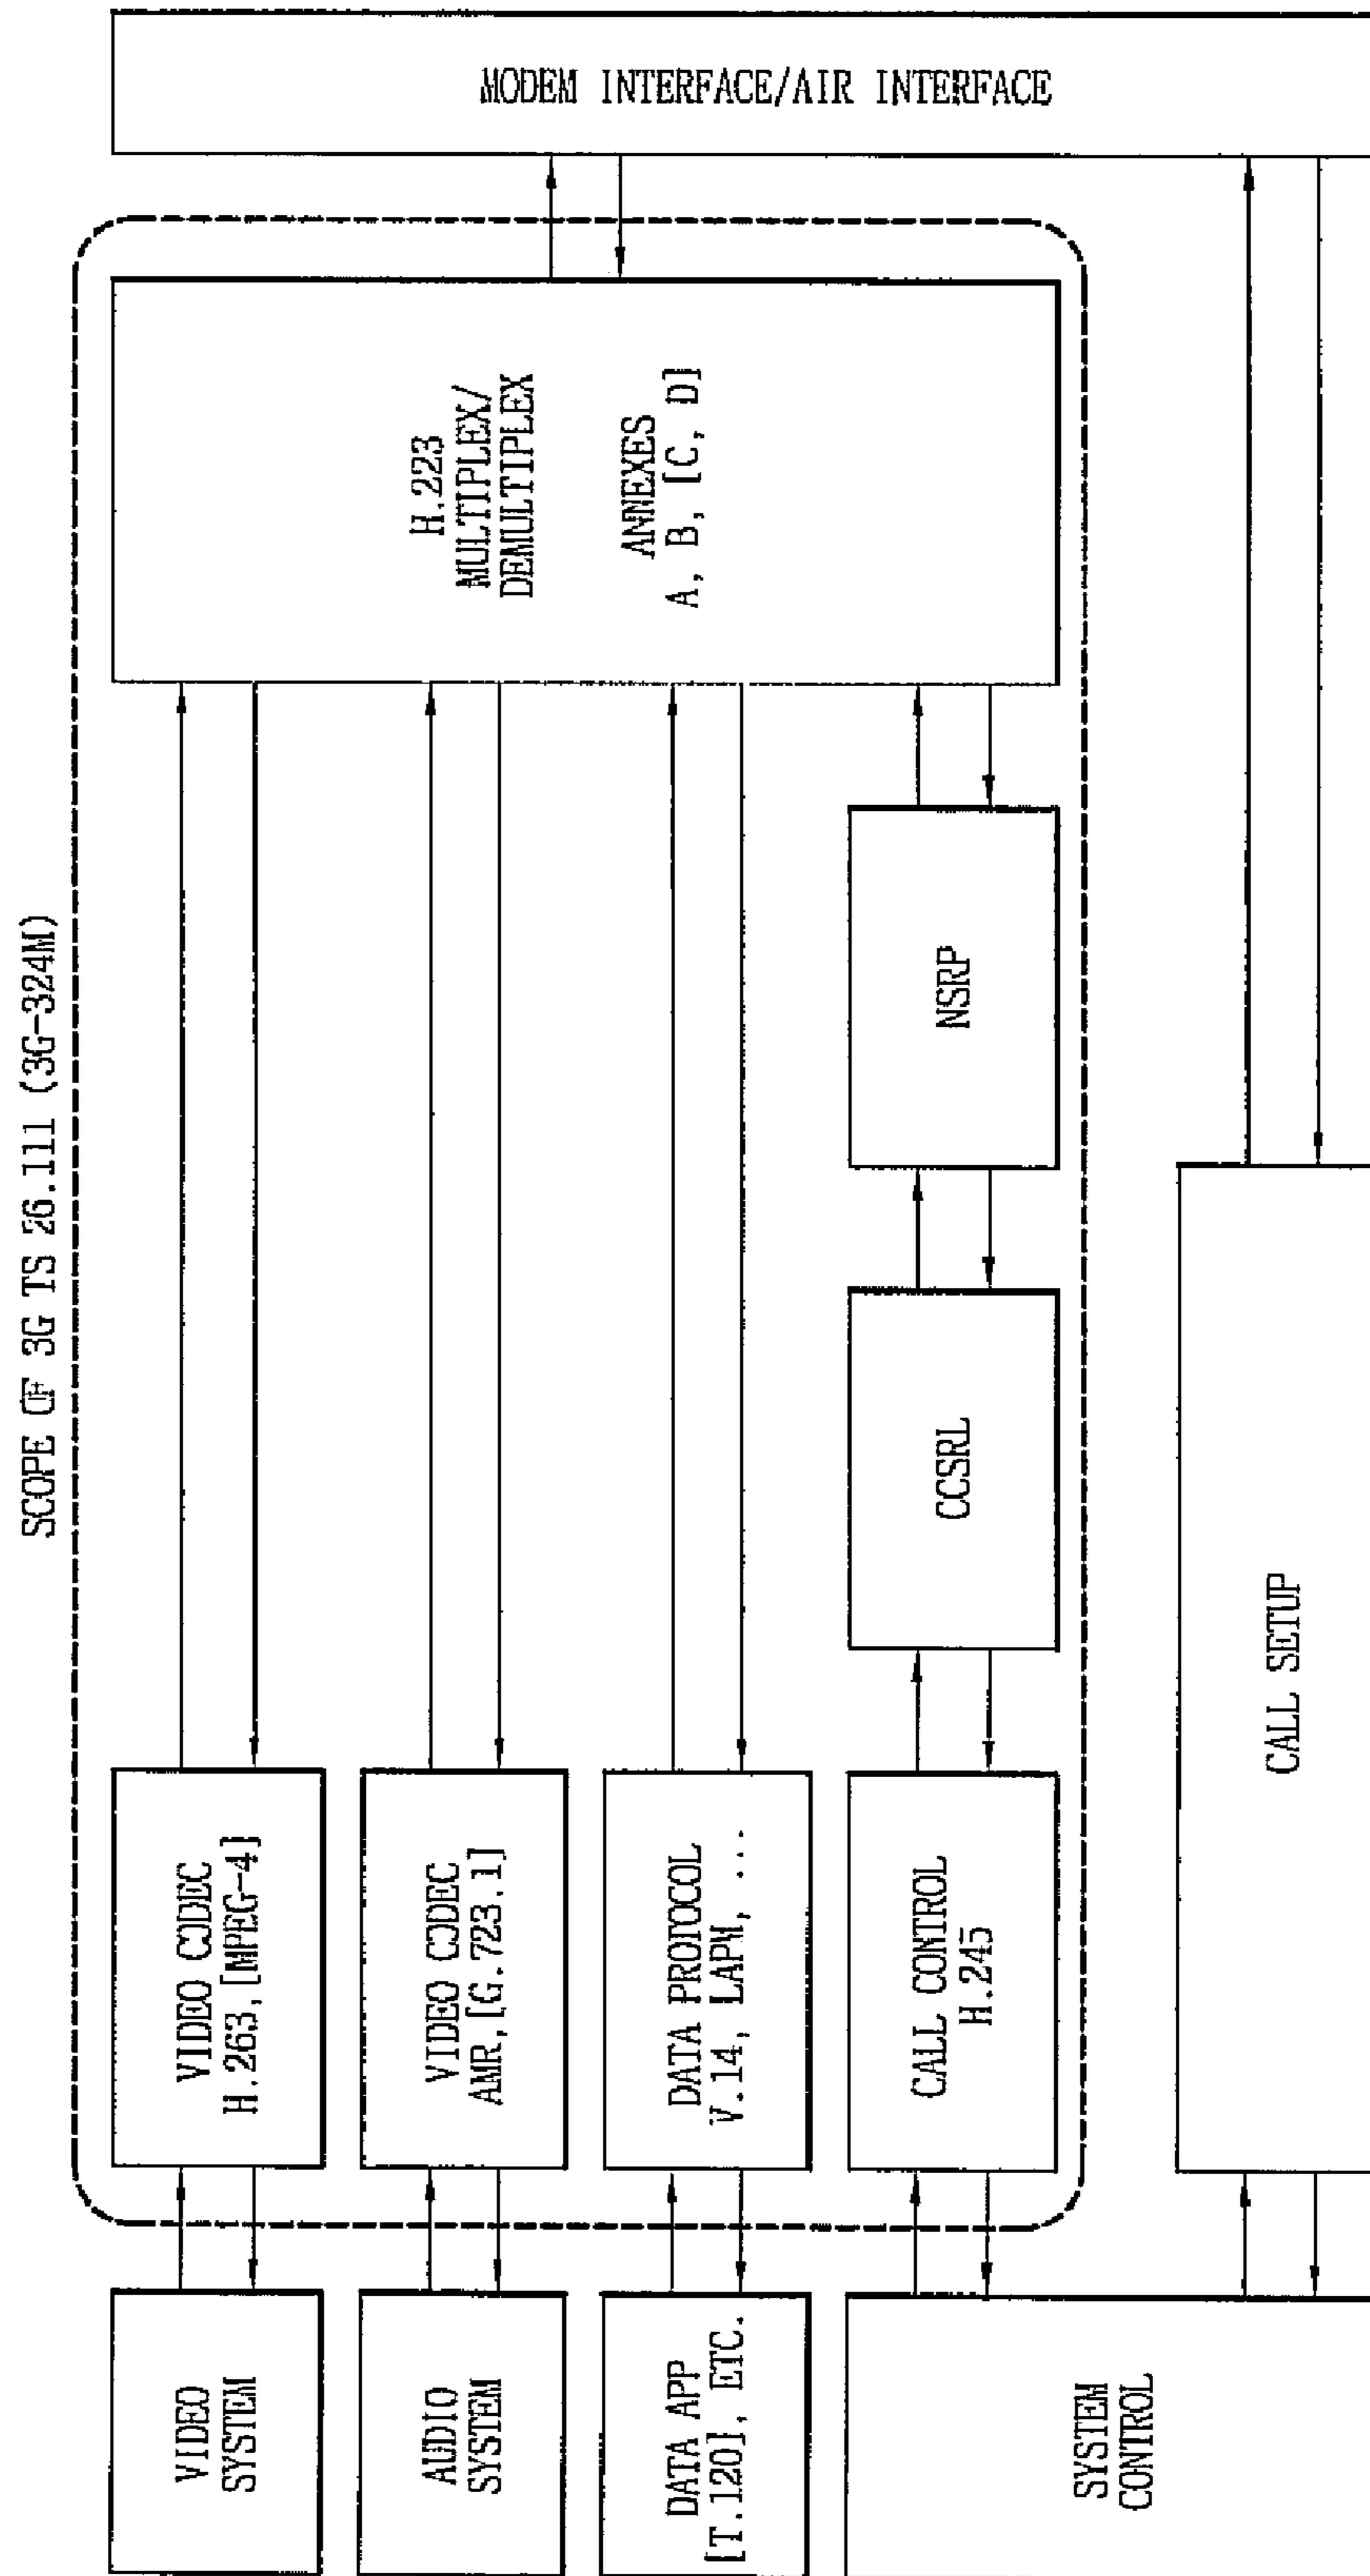 SCOPE OF 3G TS 26.111 (3G-324M)
VIDEO
SYSTEM
VIDEO CODEC
H.263,[MPEG-4]
H.223
MULTIPLEX/
DEMULTIPLEX
ANNEXES
A, B, [C, D]
MODEM INTERFACE/AIR INTERFACE
AUDIO
SYSTEM
VIDEO CODEC
AMR,[G.723.1]
DATA APP
[T.120], ETC.
DATA PROTOCOL
V.14, LAPM, ...
SYSTEM
CONTROL
CALL CONTROL
H.245
CCSRL
NSRP
CALL SETUP